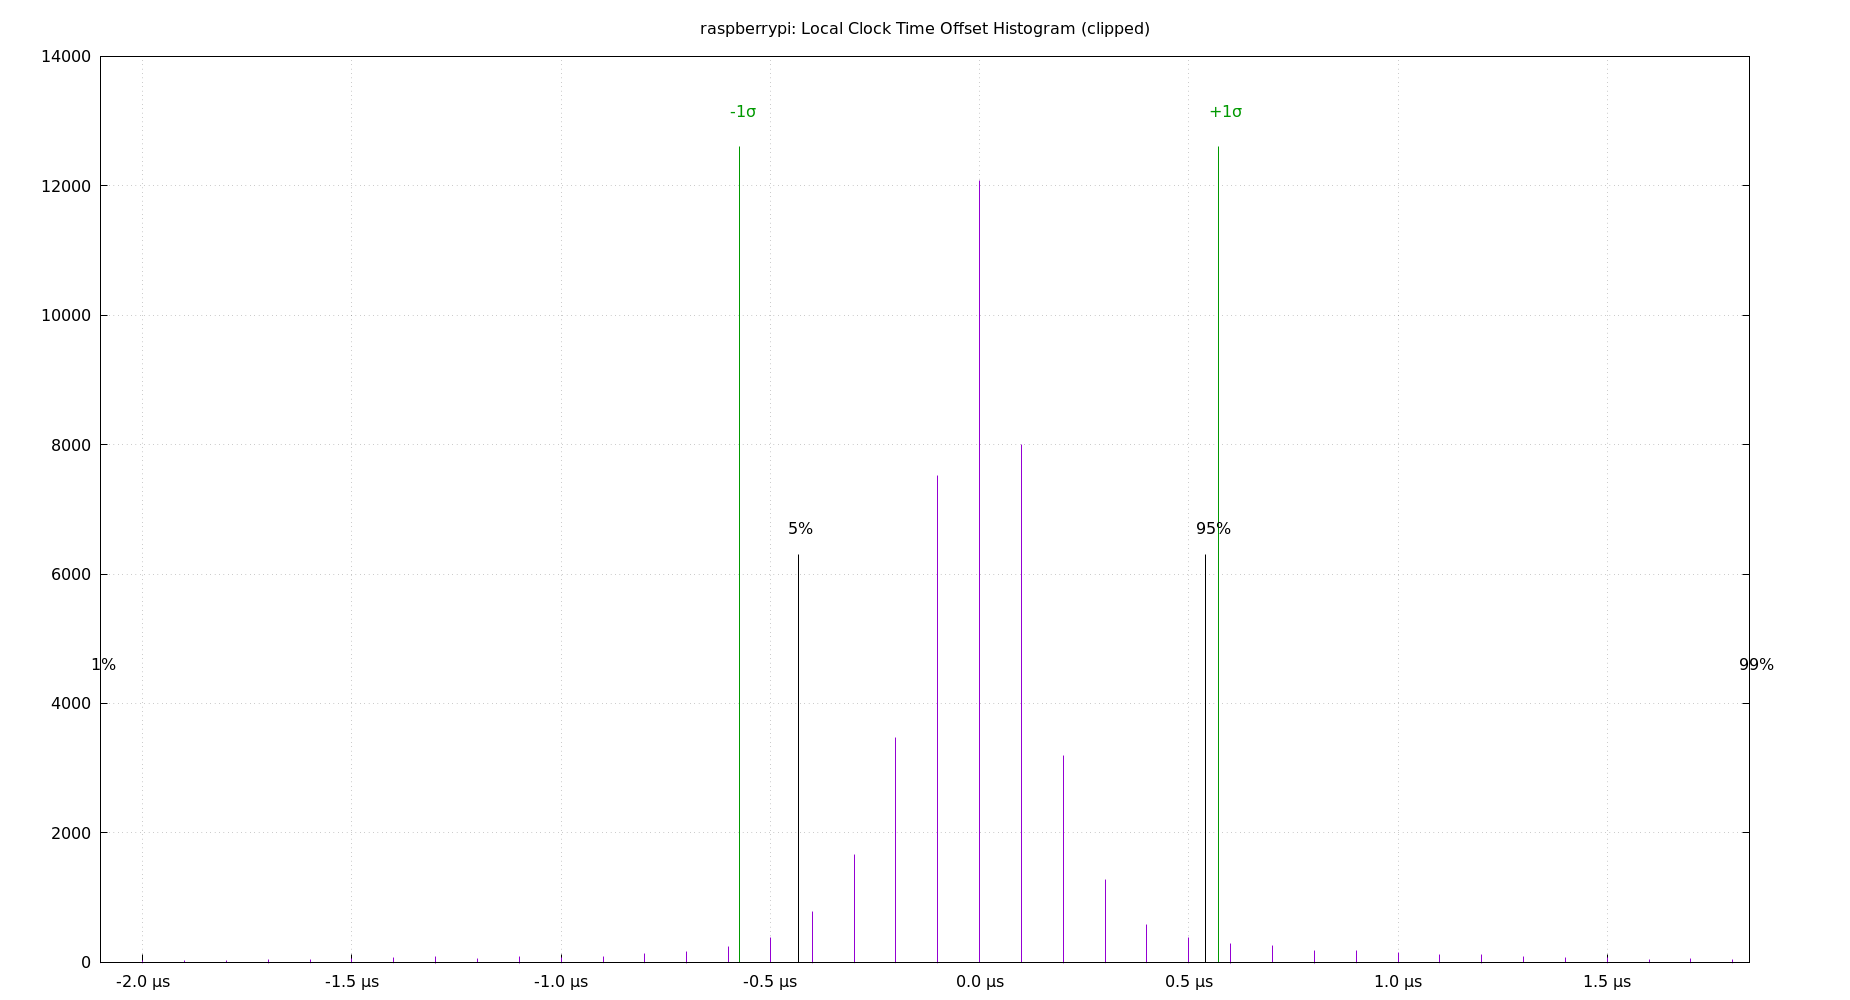 raspberrypi: Local Clock Time Offset Histogram (clipped)
14000
-1σ
+1σ
12000
10000
8000
5%
95%
6000
1%
99%
4000
2000
0
-2.0 µs
-1.5 µs
-1.0 µs
-0.5 µs
0.0 µs
0.5 µs
1.0 µs
1.5 µs